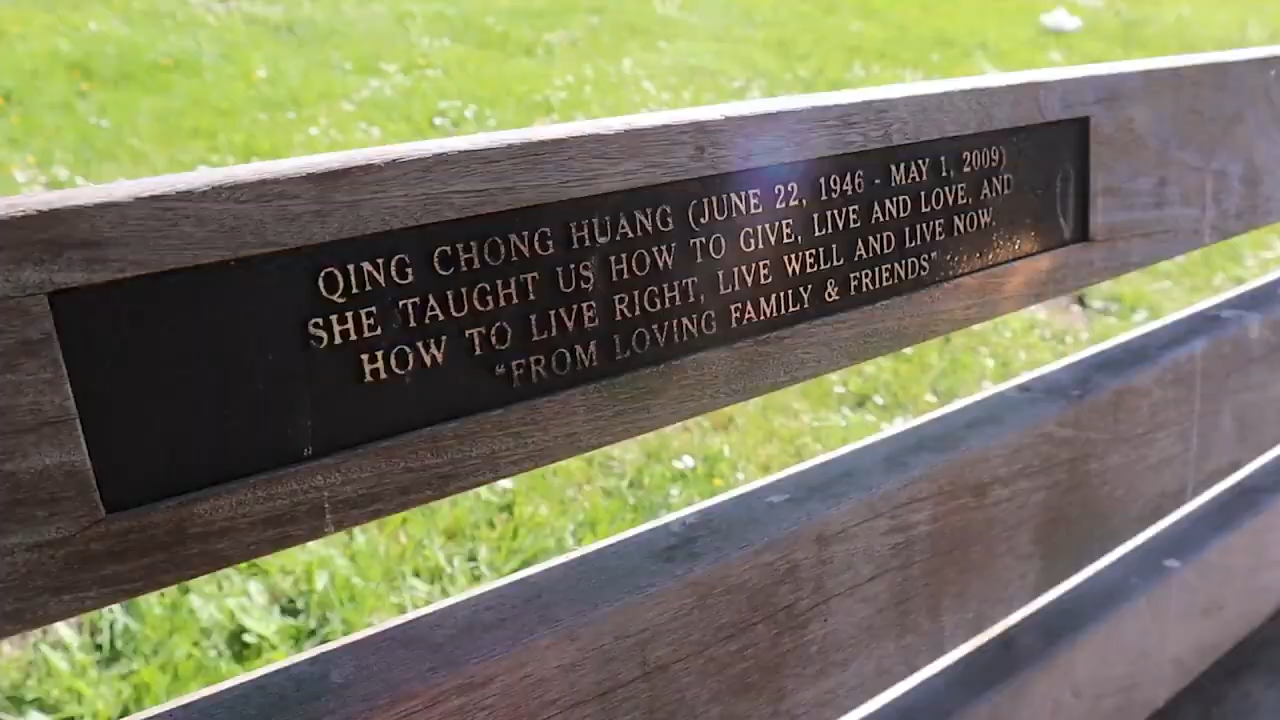 QING CHONG HUANG (JUNE 22, 1946 - MAY 1, 2009)
SHE TAUGHT US HOW TO GIVE, LIVE AND LOVE, AND
HOW TO LIVE RIGHT, LIVE WELL AND LIVE NOW.
"FROM LOVING FAMILY & FRIENDS"